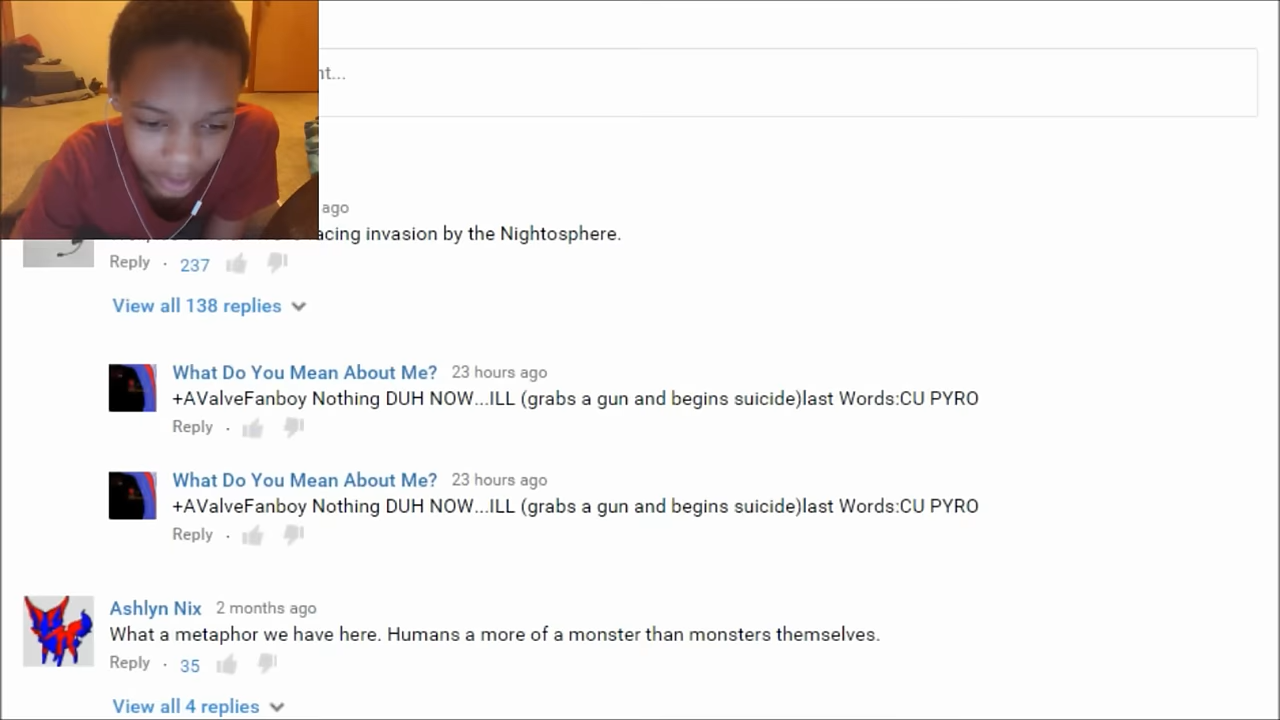 nt...
ago
acing invasion by the Nightosphere.
Reply · 237
View all 138 replies
What Do You Mean About Me? 23 hours ago
+AValveFanboy Nothing DUH NOW...ILL (grabs a gun and begins suicide)last Words:CU PYRO
Reply ·
What Do You Mean About Me? 23 hours ago
+AValveFanboy Nothing DUH NOW...ILL (grabs a gun and begins suicide)last Words:CU PYRO
Reply ·
Ashlyn Nix 2 months ago
What a metaphor we have here. Humans a more of a monster than monsters themselves.
Reply · 35
View all 4 replies